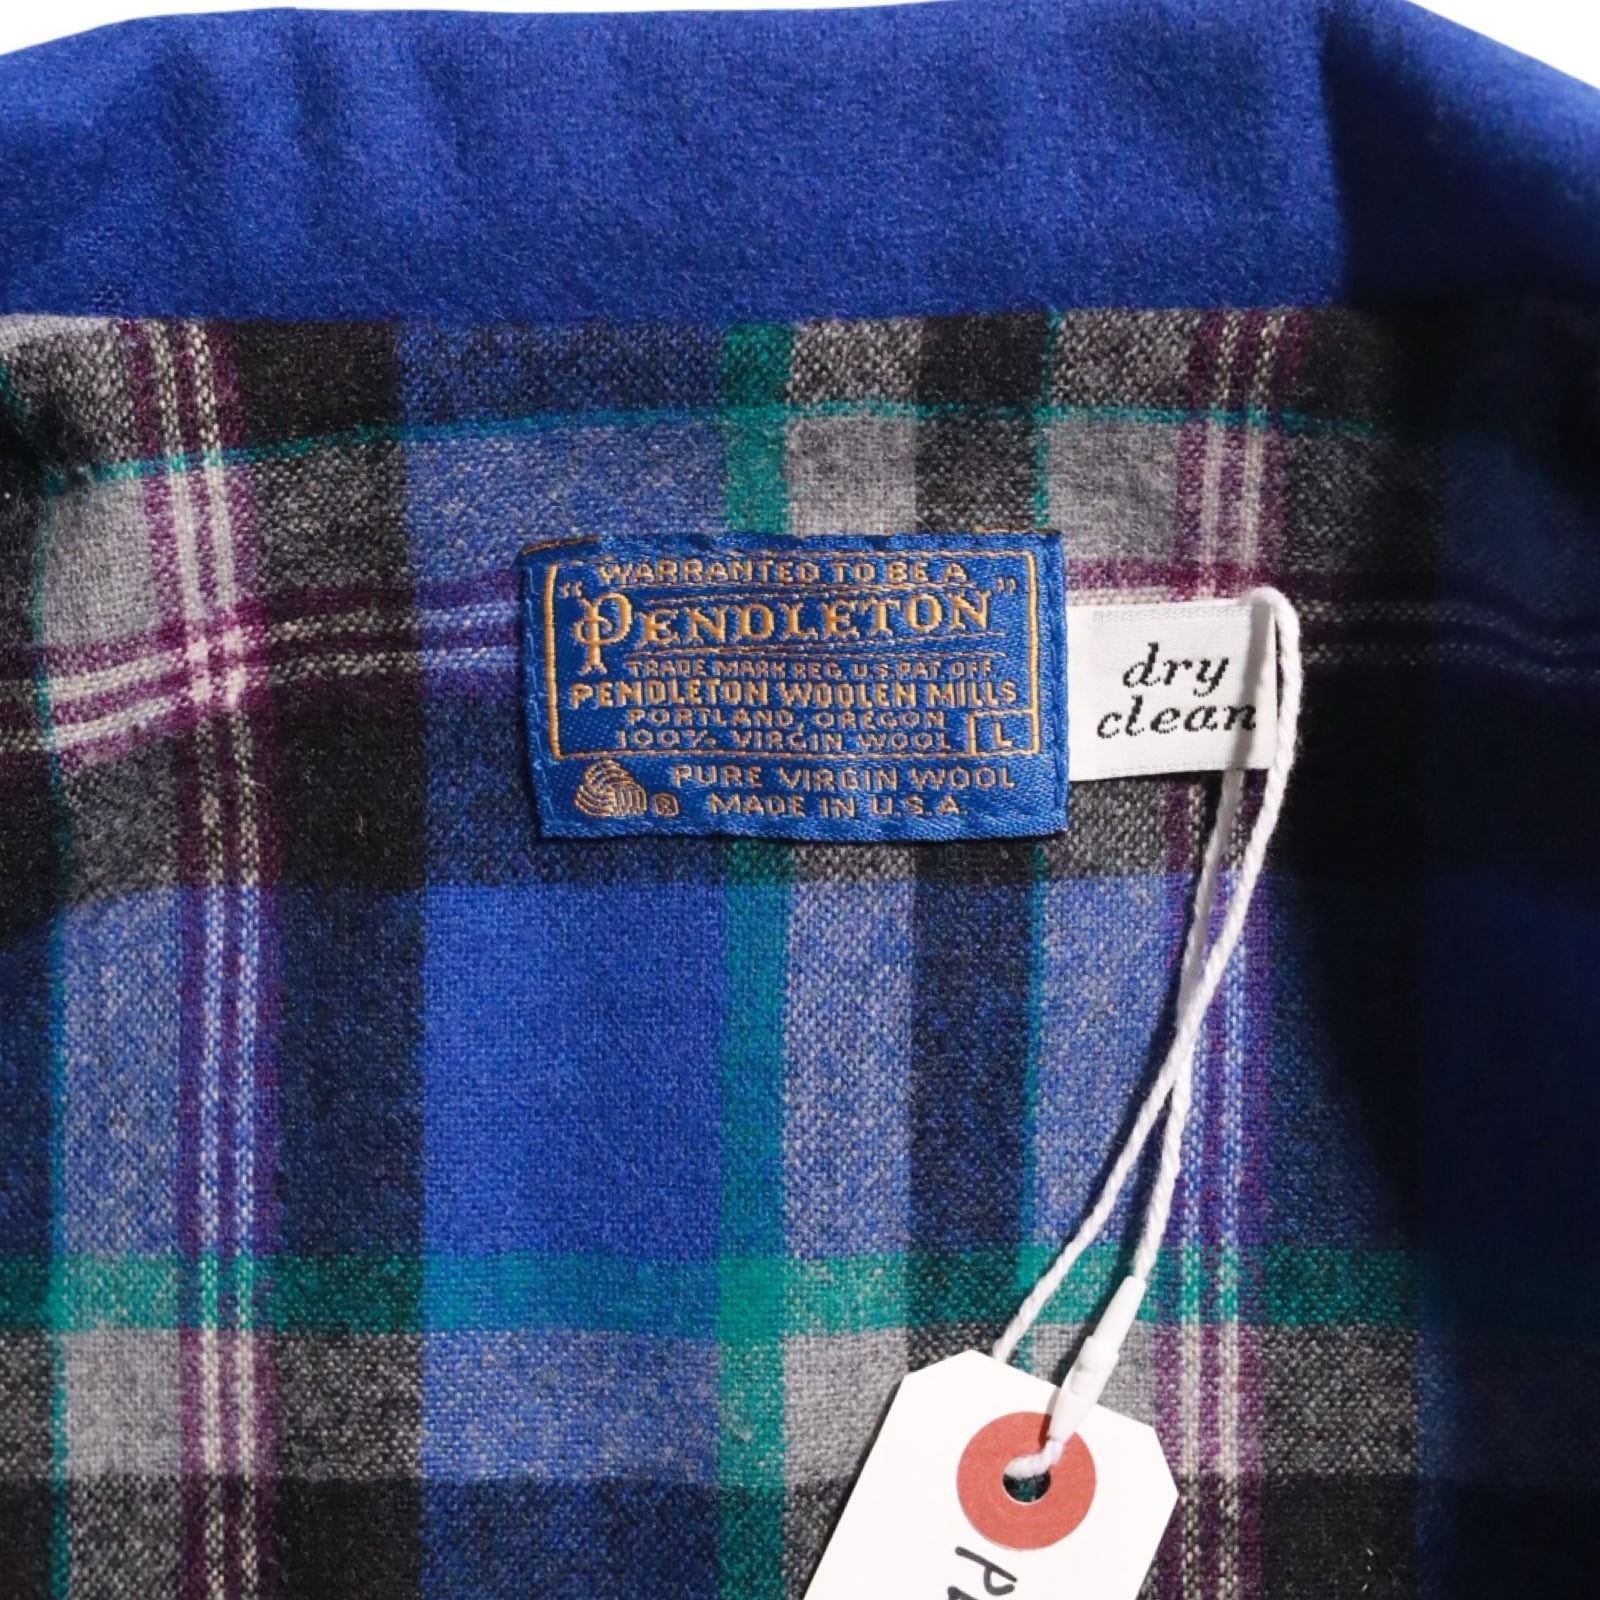 WARRANTED TO BE A
"PENDLETON"
TRADE MARK REG. U.S. PAT. OFF.
PENDLETON WOOLEN MILLS
PORTLAND, OREGON
100% VIRGIN WOOL L
PURE VIRGIN WOOL
® MADE IN U.S.A.
dry
clean